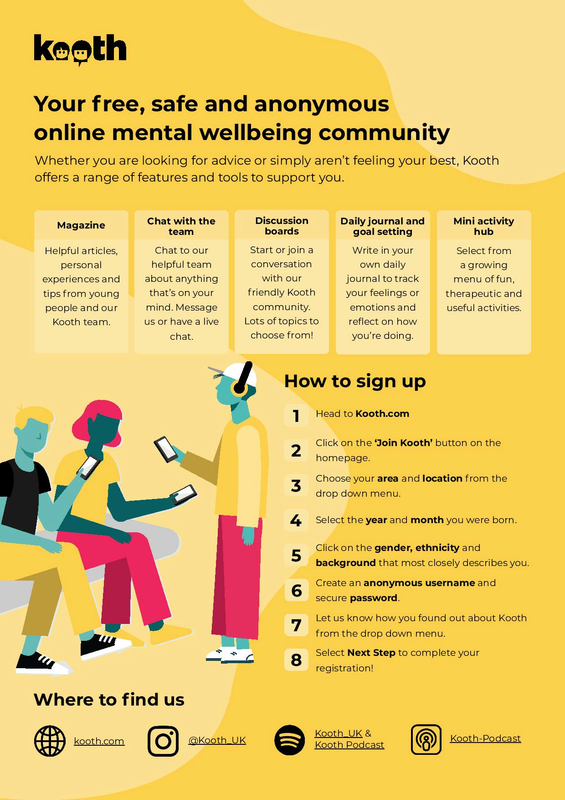 kooth
Your free, safe and anonymous
online mental wellbeing community
Whether you are looking for advice or simply aren’t feeling your best, Kooth
offers a range of features and tools to support you.
Magazine
Helpful articles,
personal
experiences and
tips from young
people and our
Kooth team.
Chat with the
team
Chat to our
helpful team
about anything
that’s on your
mind. Message
us or have a live
chat.
Discussion
boards
Start or join a
conversation
with our
friendly Kooth
community.
Lots of topics to
choose from!
Daily journal and
goal setting
Write in your
own daily
journal to track
your feelings or
emotions and
reflect on how
you’re doing.
Mini activity
hub
Select from
a growing
menu of fun,
therapeutic and
useful activities.
How to sign up
1 Head to Kooth.com
2 Click on the ‘Join Kooth’ button on the
homepage.
3 Choose your area and location from the
drop down menu.
4 Select the year and month you were born.
5 Click on the gender, ethnicity and
background that most closely describes you.
6 Create an anonymous username and
secure password.
7 Let us know how you found out about Kooth
from the drop down menu.
8 Select Next Step to complete your
registration!
Where to find us
kooth.com
@Kooth_UK
Kooth_UK &
Kooth Podcast
Kooth-Podcast